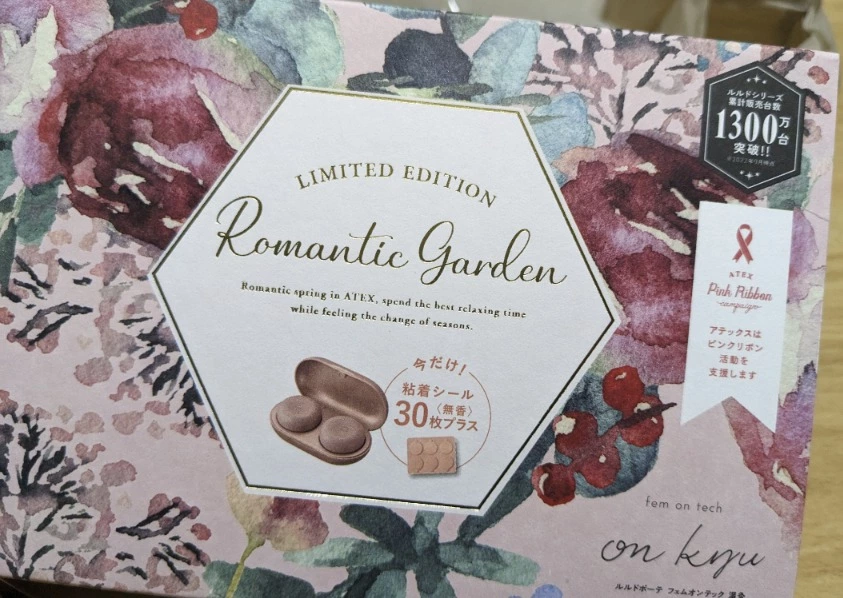 LIMITED EDITION
Romantic Garden
Romantic spring in ATEX, spend the best relaxing time
while feeling the change of seasons.
今だけ!
粘着シール
30〈無香〉
枚プラス
ルルドシリーズ
累計販売台数
1300万台
突破!!
ATEX
Pink Ribbon
campaign
アテックスは
ピンクリボン
活動を
支援します
fem on tech
on kyu
ルルドボーテ フェムオンテック 温灸